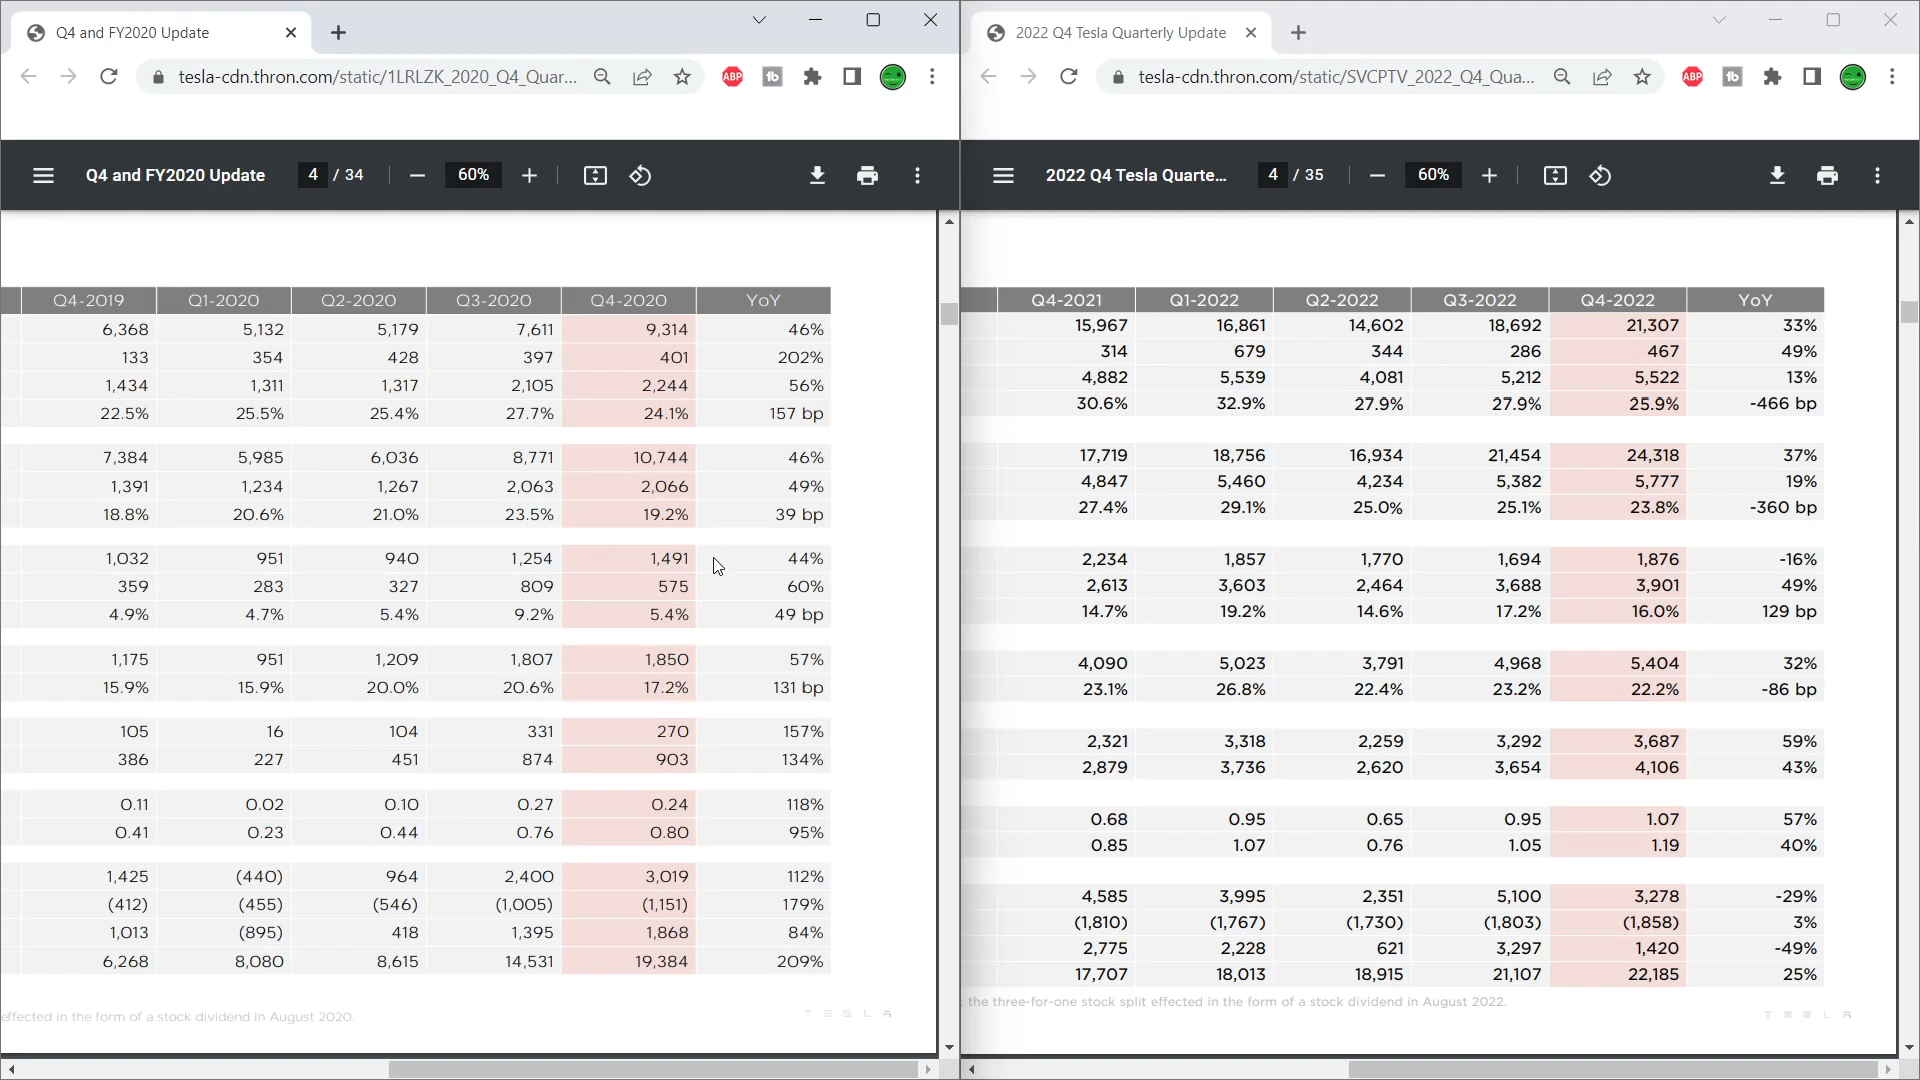 Q4 and FY2020 Update
tesla-cdn.thron.com/static/1LRLZK_2020_Q4_Quar...
ABP
Q4 and FY2020 Update 4 / 34 60%
Q4-2019 Q1-2020 Q2-2020 Q3-2020 Q4-2020 YoY
6,368 5,132 5,179 7,611 9,314 46%
133 354 428 397 401 202%
1,434 1,311 1,317 2,105 2,244 56%
22.5% 25.5% 25.4% 27.7% 24.1% 157 bp
7,384 5,985 6,036 8,771 10,744 46%
1,391 1,234 1,267 2,063 2,066 49%
18.8% 20.6% 21.0% 23.5% 19.2% 39 bp
1,032 951 940 1,254 1,491 44%
359 283 327 809 575 60%
4.9% 4.7% 5.4% 9.2% 5.4% 49 bp
1,175 951 1,209 1,807 1,850 57%
15.9% 15.9% 20.0% 20.6% 17.2% 131 bp
105 16 104 331 270 157%
386 227 451 874 903 134%
0.11 0.02 0.10 0.27 0.24 118%
0.41 0.23 0.44 0.76 0.80 95%
1,425 (440) 964 2,400 3,019 112%
(412) (455) (546) (1,005) (1,151) 179%
1,013 (895) 418 1,395 1,868 84%
6,268 8,080 8,615 14,531 19,384 209%
effected in the form of a stock dividend in August 2020.
TESLA
2022 Q4 Tesla Quarterly Update
tesla-cdn.thron.com/static/SVCPTV_2022_Q4_Qua...
ABP
2022 Q4 Tesla Quarte... 4 / 35 60%
Q4-2021 Q1-2022 Q2-2022 Q3-2022 Q4-2022 YoY
15,967 16,861 14,602 18,692 21,307 33%
314 679 344 286 467 49%
4,882 5,539 4,081 5,212 5,522 13%
30.6% 32.9% 27.9% 27.9% 25.9% -466 bp
17,719 18,756 16,934 21,454 24,318 37%
4,847 5,460 4,234 5,382 5,777 19%
27.4% 29.1% 25.0% 25.1% 23.8% -360 bp
2,234 1,857 1,770 1,694 1,876 -16%
2,613 3,603 2,464 3,688 3,901 49%
14.7% 19.2% 14.6% 17.2% 16.0% 129 bp
4,090 5,023 3,791 4,968 5,404 32%
23.1% 26.8% 22.4% 23.2% 22.2% -86 bp
2,321 3,318 2,259 3,292 3,687 59%
2,879 3,736 2,620 3,654 4,106 43%
0.68 0.95 0.65 0.95 1.07 57%
0.85 1.07 0.76 1.05 1.19 40%
4,585 3,995 2,351 5,100 3,278 -29%
(1,810) (1,767) (1,730) (1,803) (1,858) 3%
2,775 2,228 621 3,297 1,420 -49%
17,707 18,013 18,915 21,107 22,185 25%
the three-for-one stock split effected in the form of a stock dividend in August 2022.
TESLA